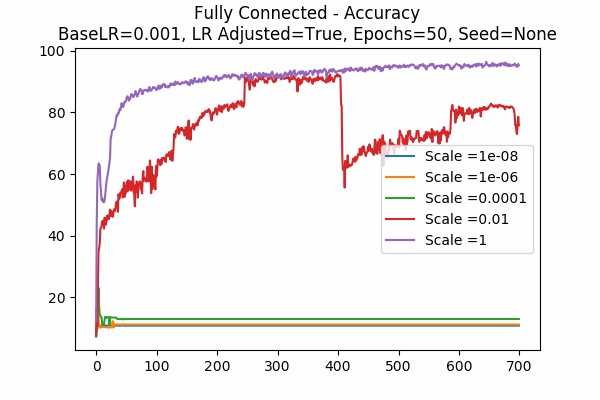 Fully Connected - Accuracy
BaseLR=0.001, LR Adjusted=True, Epochs=50, Seed=None
100
80
60
40
20
Scale =1e-08
Scale =1e-06
Scale =0.0001
Scale =0.01
Scale =1
0 100 200 300 400 500 600 700